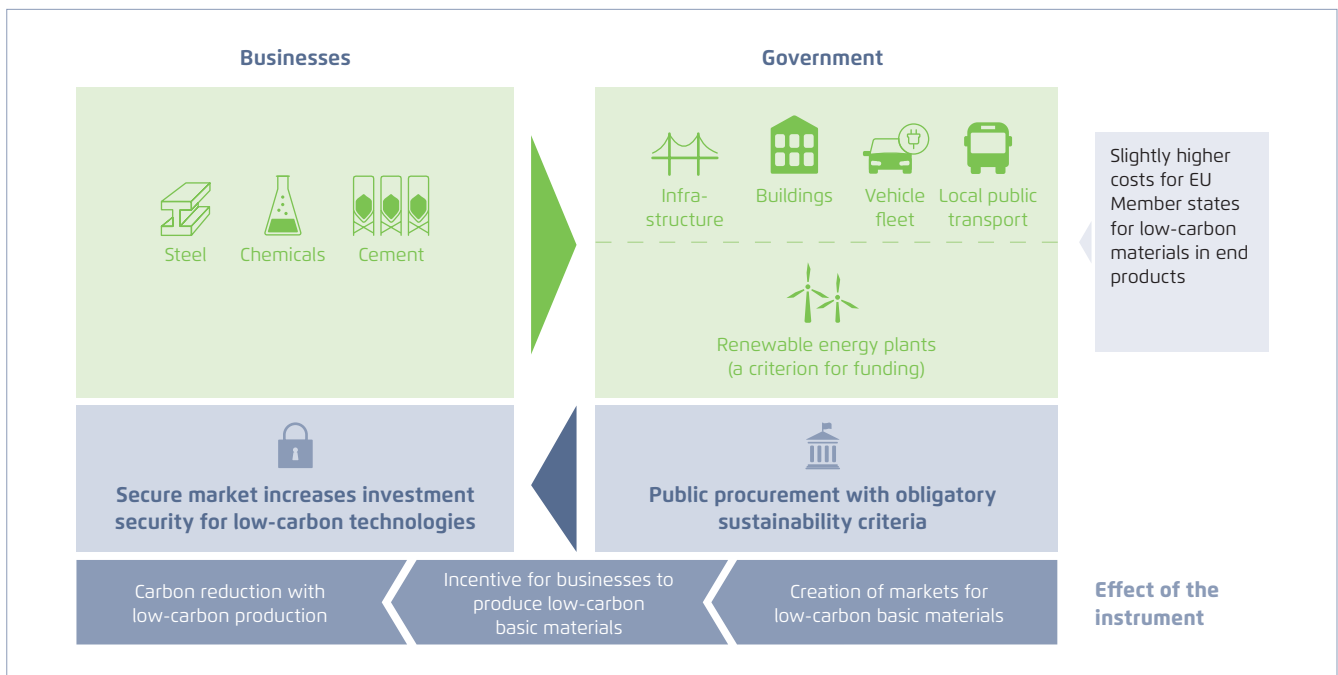 Businesses
Government
Steel
Chemicals
Cement
Infra-
structure
Buildings
Vehicle
fleet
Local public
transport
Renewable energy plants
(a criterion for funding)
Slightly higher
costs for EU
Member states
for low-carbon
materials in end
products
Secure market increases investment
security for low-carbon technologies
Public procurement with obligatory
sustainability criteria
Carbon reduction with
low-carbon production
Incentive for businesses to
produce low-carbon
basic materials
Creation of markets for
low-carbon basic materials
Effect of the
instrument